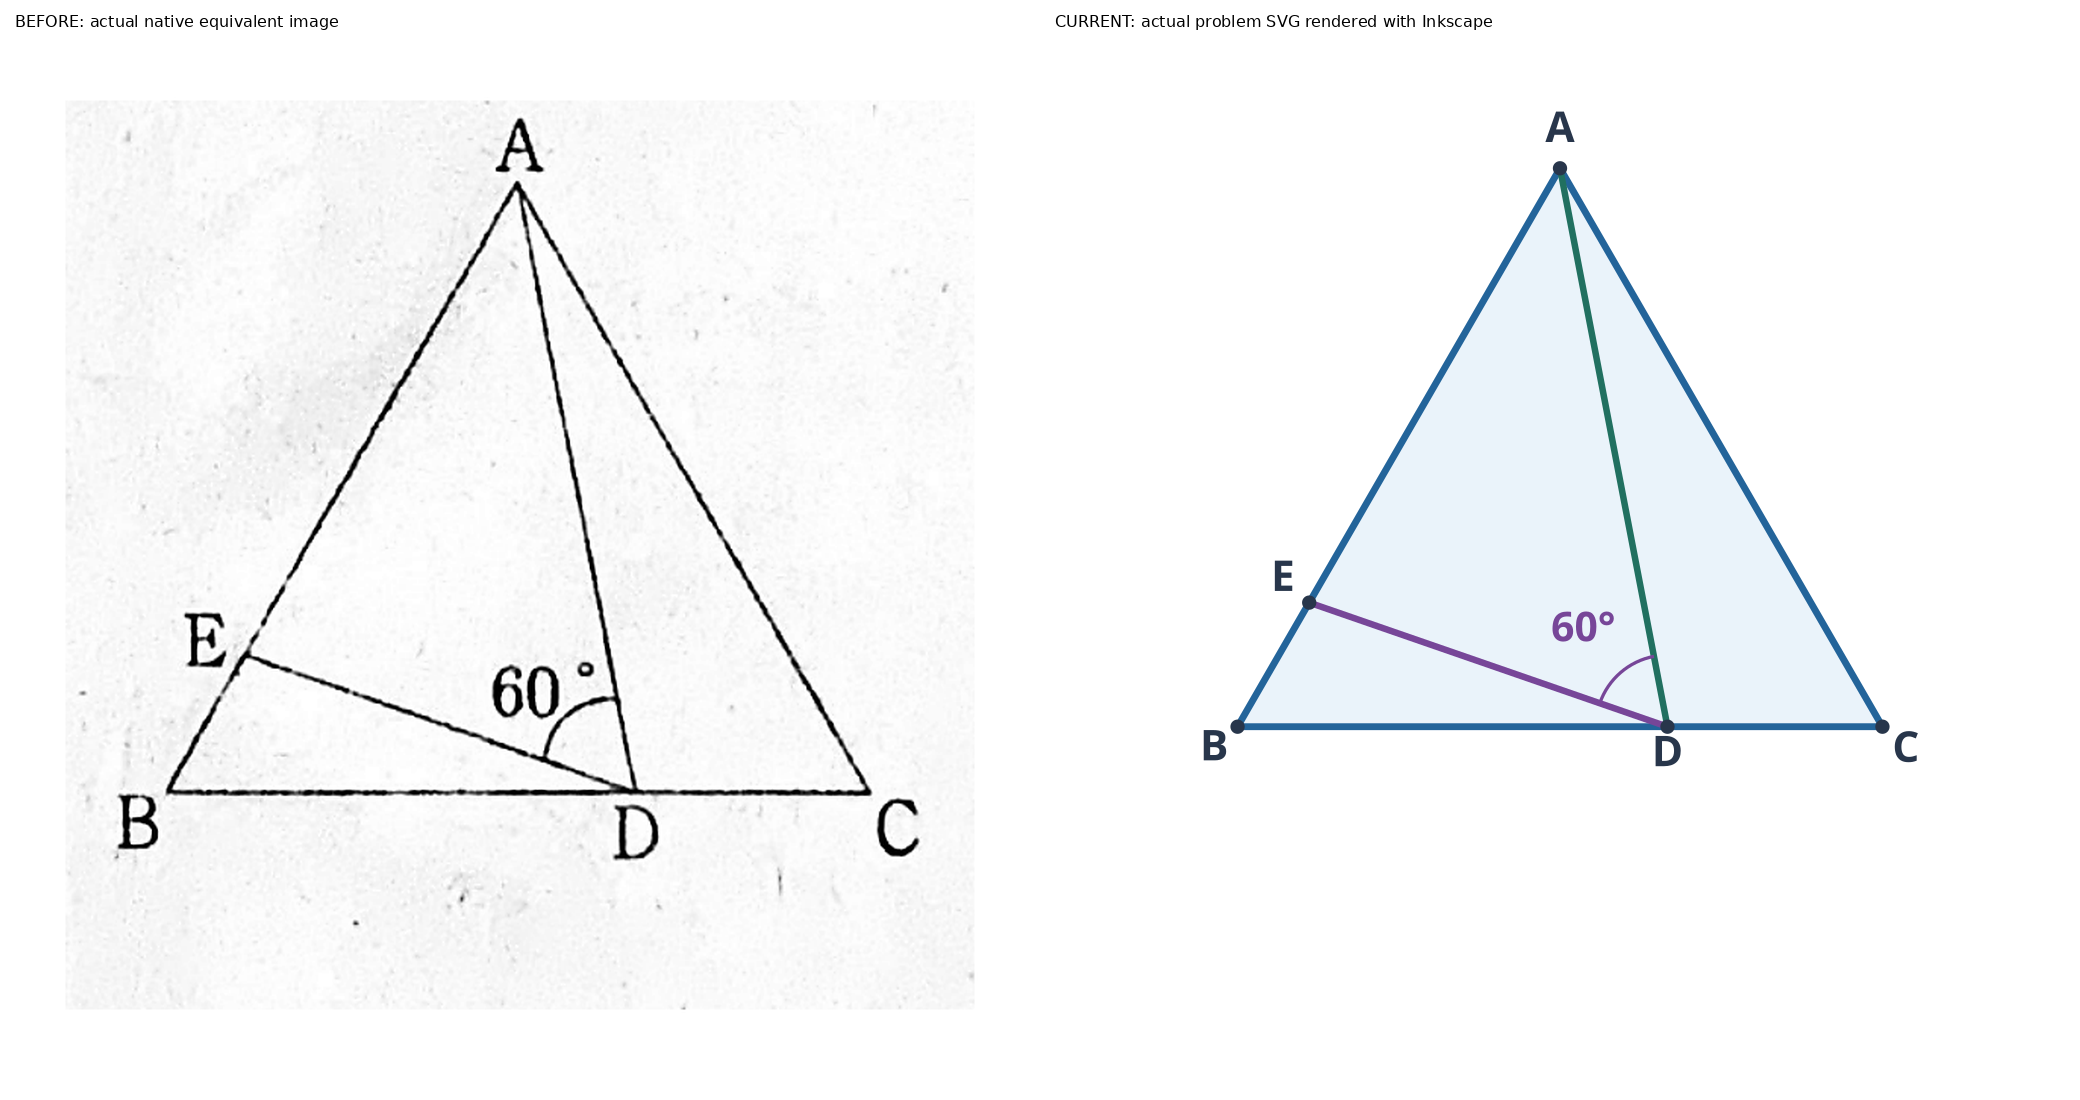 BEFORE: actual native equivalent image
A
E
60°
B
D
C
CURRENT: actual problem SVG rendered with Inkscape
A
E
60°
B
D
C